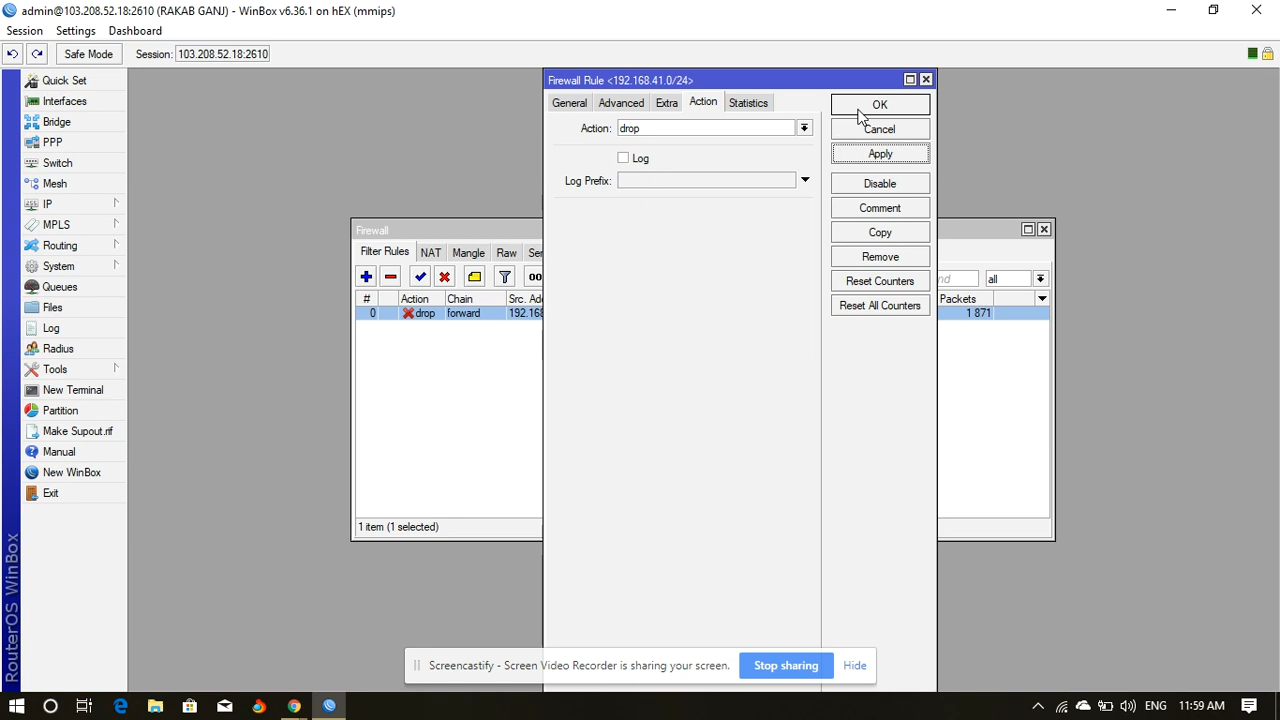 admin@103.208.52.18:2610 (RAKAB GANJ) - WinBox v6.36.1 on hEX (mmips)
Session Settings Dashboard
Safe Mode Session: 103.208.52.18:2610
Quick Set
Interfaces
Bridge
PPP
Switch
Mesh
IP
MPLS
Routing
System
Queues
Files
Log
Radius
Tools
New Terminal
Partition
Make Supout.rif
Manual
New WinBox
Exit
RouterOS WinBox
Firewall
Filter Rules NAT Mangle Raw
00
all
# Action Chain Src. Packets
0 drop forward 1 871
1 item (1 selected)
Firewall Rule <192.168.41.0/24>
General Advanced Extra Action Statistics
Action: drop
Log
Log Prefix:
OK
Cancel
Apply
Disable
Comment
Copy
Remove
Reset Counters
Reset All Counters
Screencastify - Screen Video Recorder is sharing your screen. Stop sharing Hide
ENG 11:59 AM